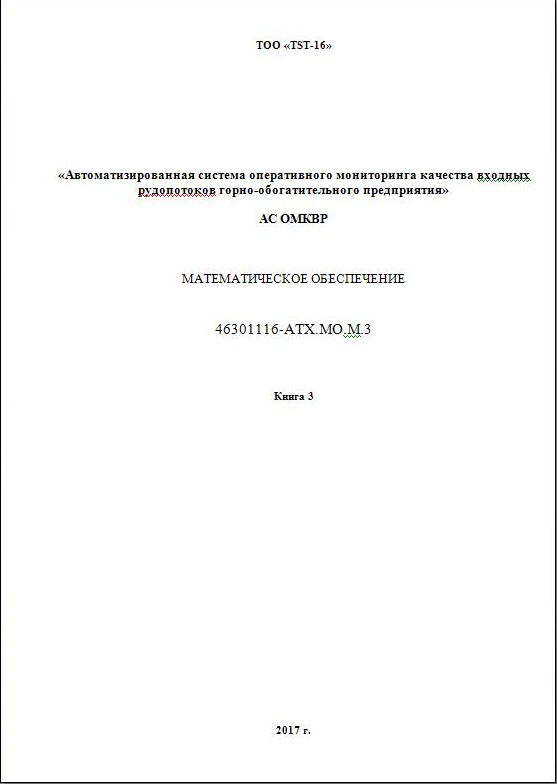 ТОО «TST-16»
«Автоматизированная система оперативного мониторинга качества входных
рудопотоков горно-обогатительного предприятия»
АС ОМКВР
МАТЕМАТИЧЕСКОЕ ОБЕСПЕЧЕНИЕ
46301116-АТХ.МО.М.3
Книга 3
2017 г.